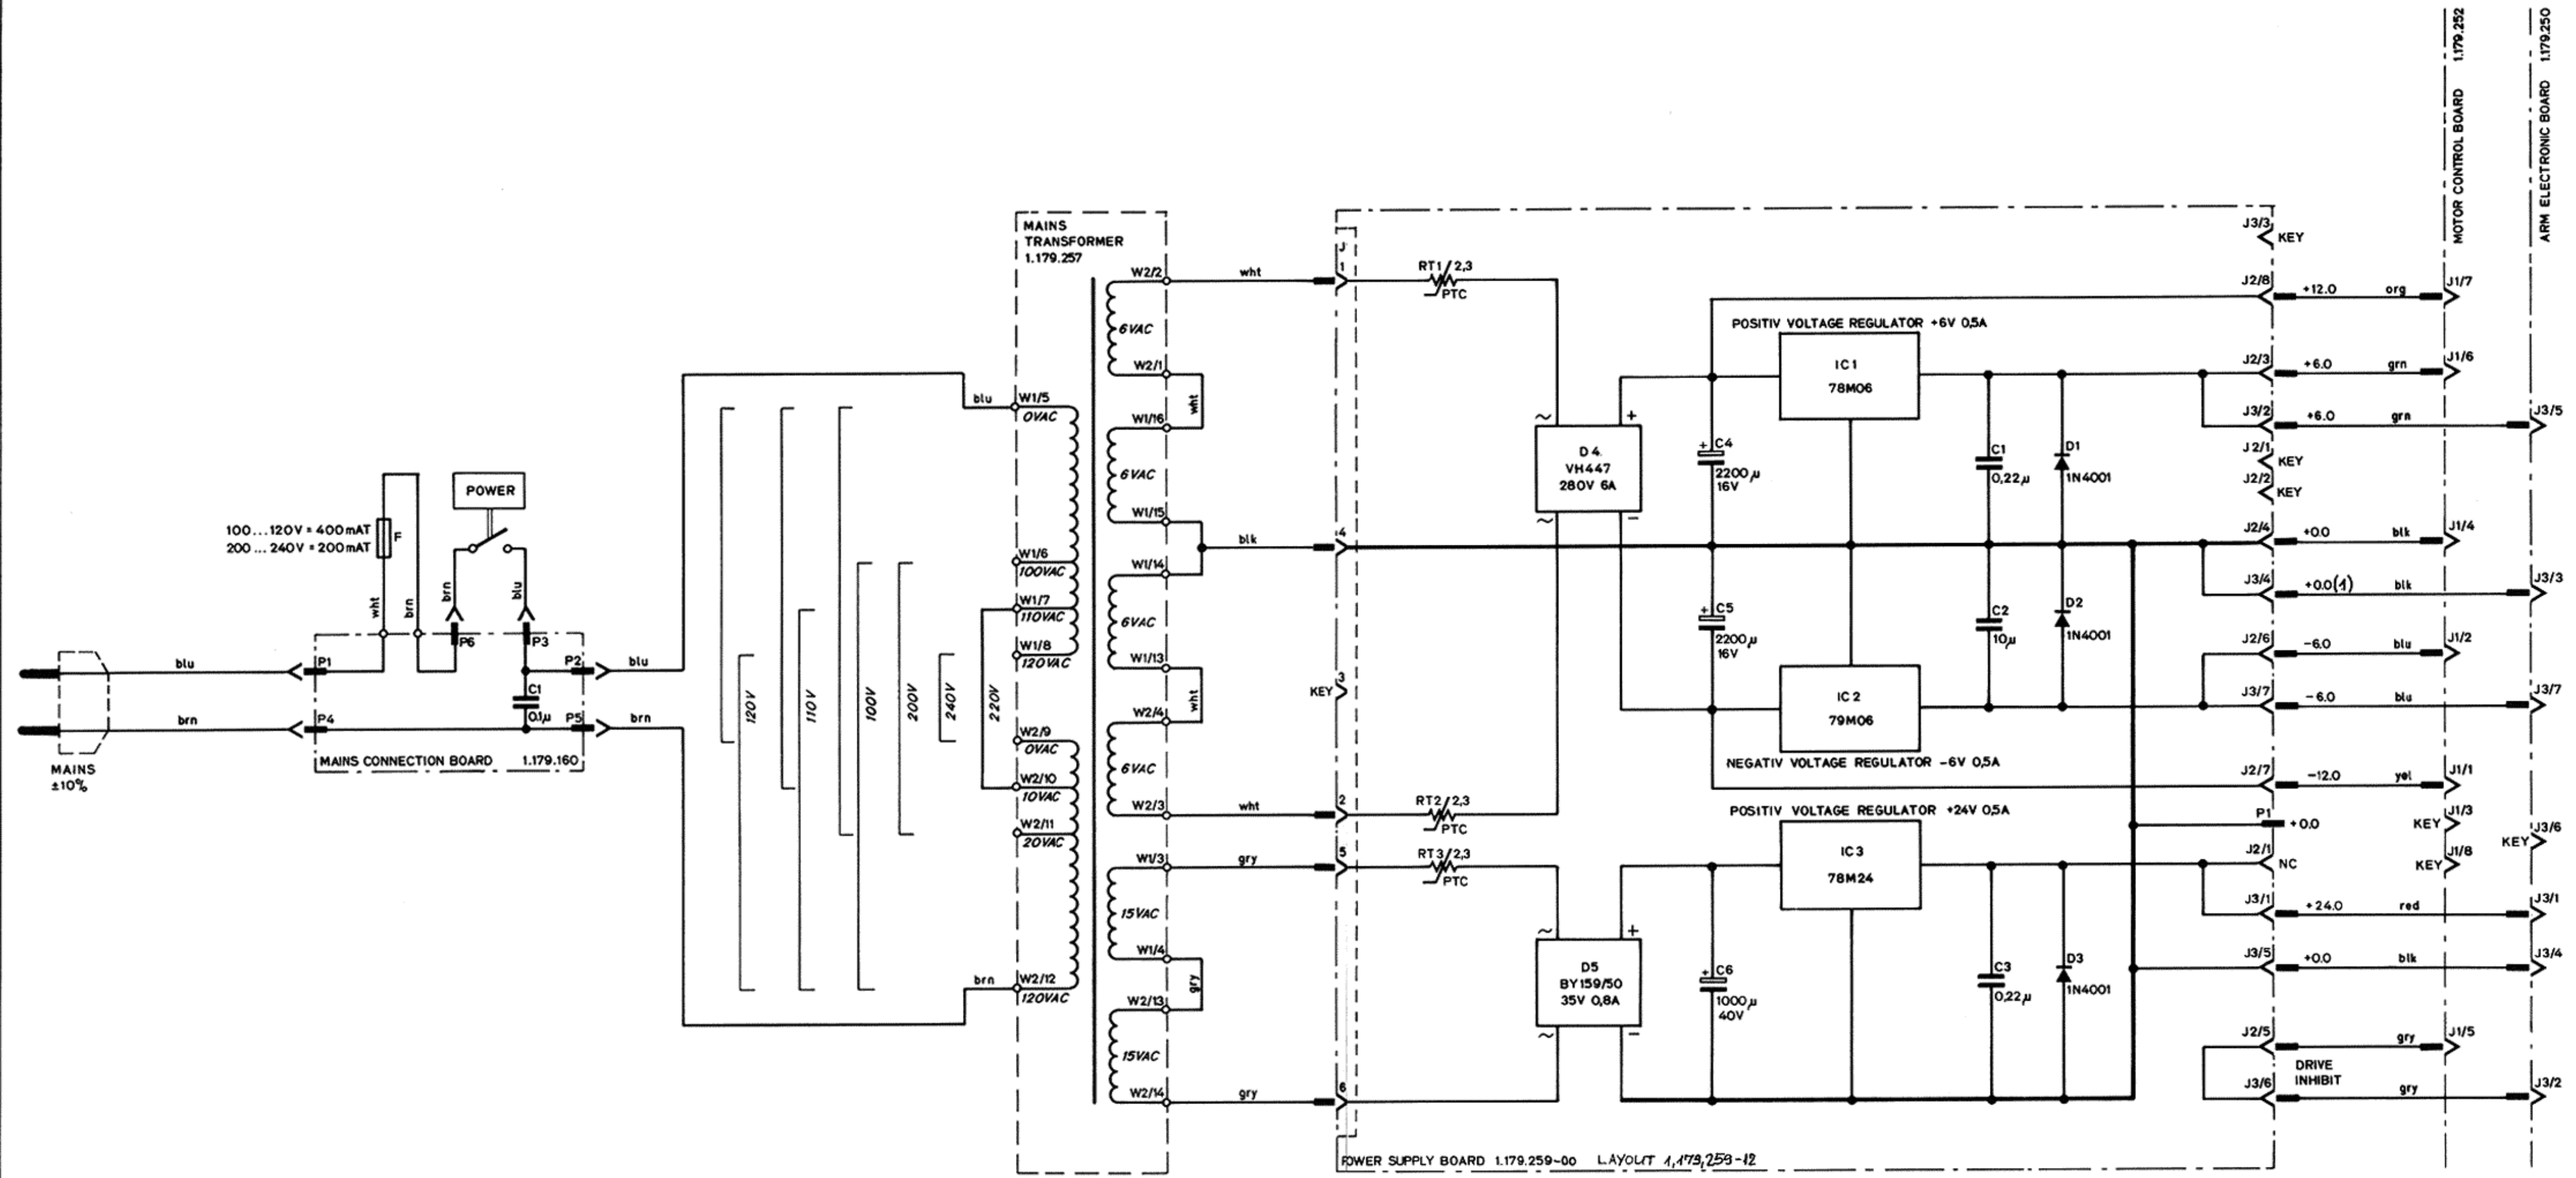 MOTOR CONTROL BOARD 1.179.252
ARM ELECTRONIC BOARD 1.179.250
MAINS
TRANSFORMER
1.179.257
W2/2
6VAC
W2/1
wht
W1/16
6VAC
W1/15
W1/14
6VAC
W1/13
wht
W2/4
6VAC
W2/3
W1/3
15VAC
W1/4
gry
W2/13
15VAC
W2/14
blu
W1/5
0VAC
W1/6
100VAC
W1/7
110VAC
W1/8
120VAC
W2/9
0VAC
W2/10
10VAC
W2/11
20VAC
brn
W2/12
120VAC
120V
110V
100V
200V
240V
220V
POWER
100...120V = 400mAT
200...240V = 200mAT
F
wht
brn
brn
blu
P6
P3
blu
P1
P2
blu
C1
0.1µ
brn
P4
P5
brn
MAINS CONNECTION BOARD 1.179.160
MAINS
±10%
wht
blk
wht
gry
gry
J
1
4
KEY 3
2
5
6
RT1/2,3
PTC
RT2/2,3
PTC
RT3/2,3
PTC
~
+
D4.
VH447
280V 6A
~
−
~
+
D5
BY159/50
35V 0,8A
~
−
POSITIV VOLTAGE REGULATOR +6V 0,5A
IC1
78M06
+ C4
2200µ
16V
C1
0,22µ
D1
1N4001
+ C5
2200µ
16V
C2
10µ
D2
1N4001
IC2
79M06
NEGATIV VOLTAGE REGULATOR −6V 0,5A
POSITIV VOLTAGE REGULATOR +24V 0,5A
IC3
78M24
+ C6
1000µ
40V
C3
0,22µ
D3
1N4001
J3/3
KEY
J2/8 +12.0 org J1/7
J2/3 +6.0 grn J1/6
J3/2 +6.0 grn J3/5
J2/1
KEY
J2/2
KEY
J2/4 +0.0 blk J1/4
J3/4 +0.0(1) blk J3/3
J2/6 −6.0 blu J1/2
J3/7 −6.0 blu J3/7
J2/7 −12.0 yel J1/1
P1 +0.0
KEY J1/3
KEY J3/6
J2/1 NC
KEY J1/8
J3/1 +24.0 red J3/1
J3/5 +0.0 blk J3/4
J2/5 gry J1/5
DRIVE
INHIBIT
J3/6 gry J3/2
POWER SUPPLY BOARD 1.179.259-00 LAYOUT 1,179,259-12